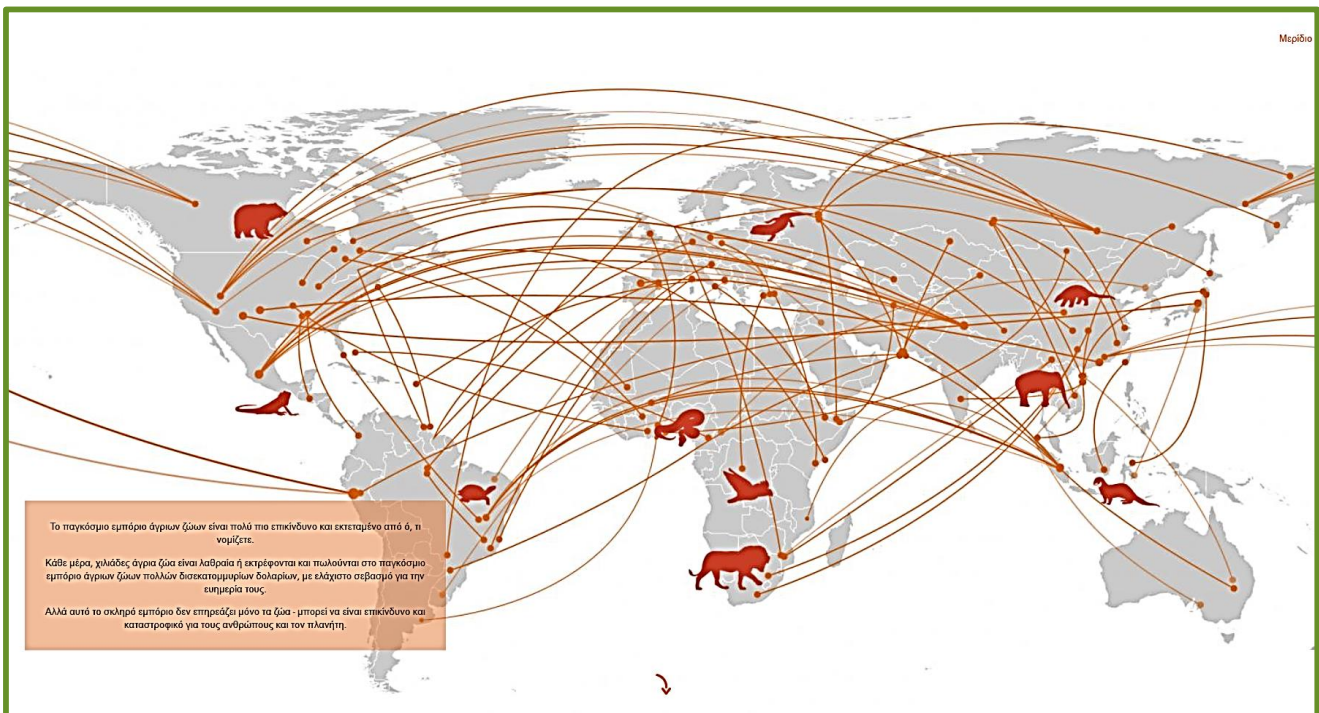 Μερίδιο
Το παγκόσμιο εμπόριο άγριων ζώων είναι πολύ πιο επικίνδυνο και εκτεταμένο από ό, τι
νομίζετε.
Κάθε μέρα, χιλιάδες άγρια ζώα είναι λαθραία ή εκτρέφονται και πωλούνται στο παγκόσμιο
εμπόριο άγριων ζώων πολλών δισεκατομμυρίων δολαρίων, με ελάχιστο σεβασμό για την
ευημερία τους.
Αλλά αυτό το σκληρό εμπόριο δεν επηρεάζει μόνο τα ζώα - μπορεί να είναι επικίνδυνο και
καταστροφικό για τους ανθρώπους και τον πλανήτη.